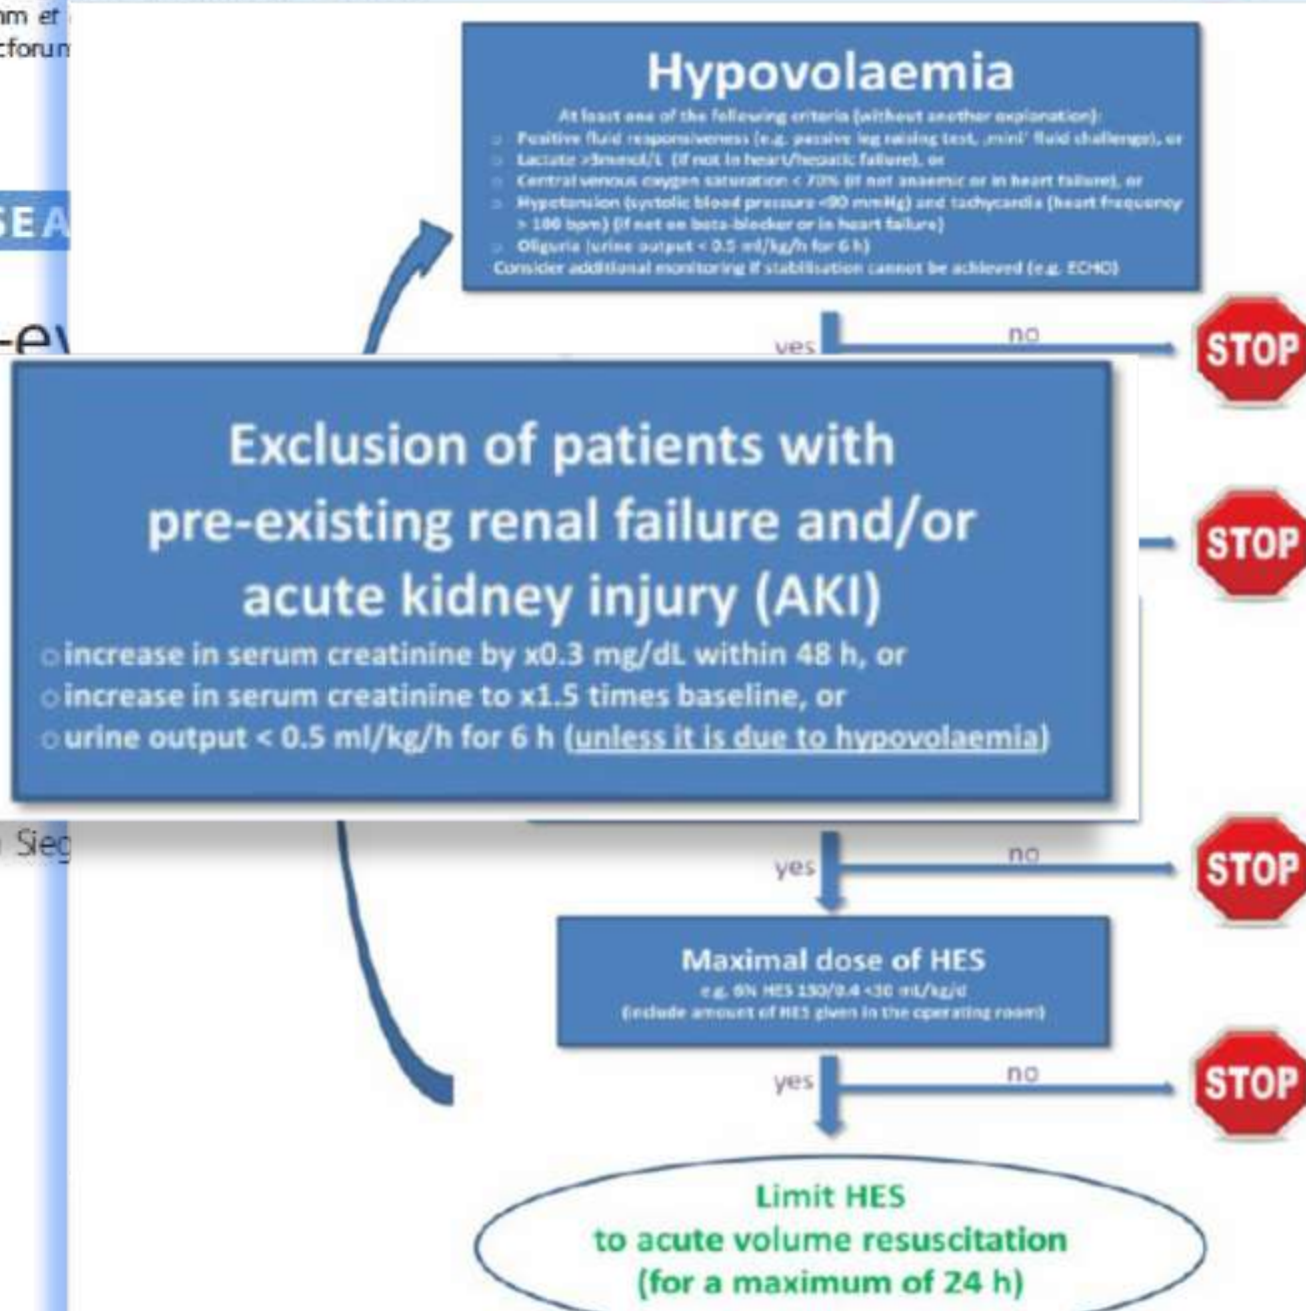 et
SEA
Hypovolaemia
At least one of the following criteria (without another explanation):
Positive fluid responsiveness (e.g. passive leg raising test, „mini' fluid challenge), or
Lactate >3mmol/L (if not in heart/hepatic failure), or
Central venous oxygen saturation < 70% (if not anaemic or in heart failure), or
Hypotension (systolic blood pressure <90 mmHg) and tachycardia (heart frequency
> 100 bpm) (if not on beta-blocker or in heart failure)
Oliguria (urine output < 0.5 ml/kg/h for 6 h)
Consider additional monitoring if stabilisation cannot be achieved (e.g. ECHO)
yes
no
STOP
Exclusion of patients with
pre-existing renal failure and/or
acute kidney injury (AKI)
increase in serum creatinine by x0.3 mg/dL within 48 h, or
increase in serum creatinine to x1.5 times baseline, or
urine output < 0.5 ml/kg/h for 6 h (unless it is due to hypovolaemia)
STOP
Sieg
yes
no
STOP
Maximal dose of HES
e.g. 6% HES 130/0.4 <30 mL/kg/d
(include amount of HES given in the operating room)
yes
no
STOP
Limit HES
to acute volume resuscitation
(for a maximum of 24 h)